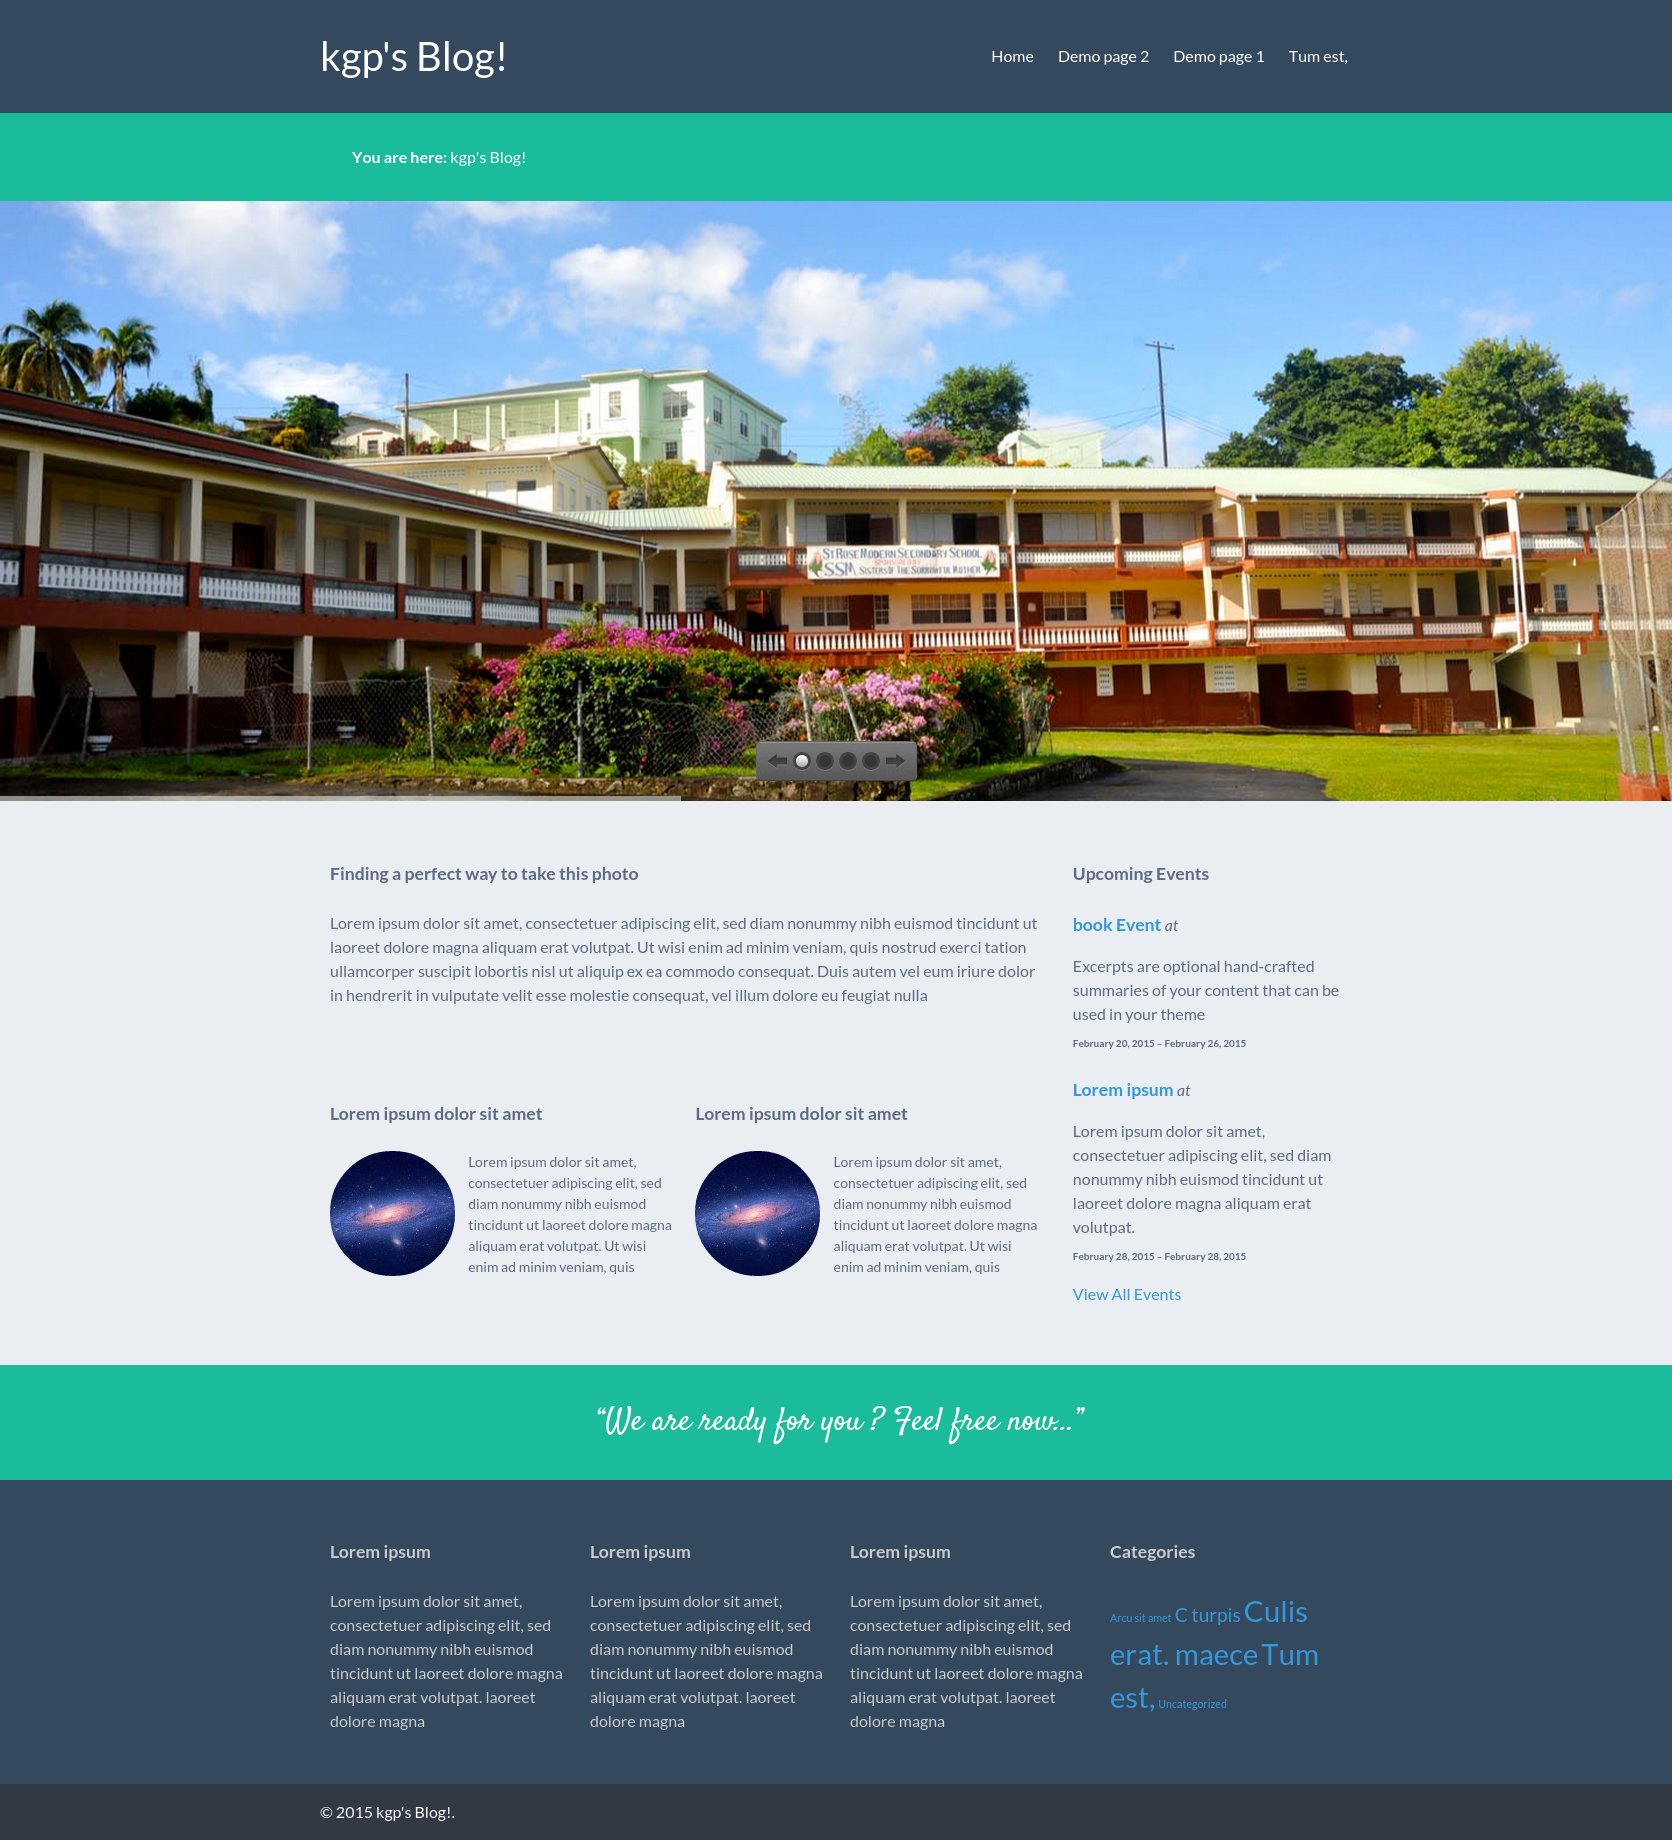 kgp's Blog!
Home Demo page 2 Demo page 1 Tum est,
You are here: kgp's Blog!
ST ROSE MODERN SECONDARY SCHOOL
SPONSORED BY
SSM SISTERS OF THE SORROWFUL MOTHER
Finding a perfect way to take this photo
Lorem ipsum dolor sit amet, consectetuer adipiscing elit, sed diam nonummy nibh euismod tincidunt ut
laoreet dolore magna aliquam erat volutpat. Ut wisi enim ad minim veniam, quis nostrud exerci tation
ullamcorper suscipit lobortis nisl ut aliquip ex ea commodo consequat. Duis autem vel eum iriure dolor
in hendrerit in vulputate velit esse molestie consequat, vel illum dolore eu feugiat nulla
Lorem ipsum dolor sit amet
Lorem ipsum dolor sit amet,
consectetuer adipiscing elit, sed
diam nonummy nibh euismod
tincidunt ut laoreet dolore magna
aliquam erat volutpat. Ut wisi
enim ad minim veniam, quis
Lorem ipsum dolor sit amet
Lorem ipsum dolor sit amet,
consectetuer adipiscing elit, sed
diam nonummy nibh euismod
tincidunt ut laoreet dolore magna
aliquam erat volutpat. Ut wisi
enim ad minim veniam, quis
Upcoming Events
book Event at
Excerpts are optional hand-crafted
summaries of your content that can be
used in your theme
February 20, 2015 – February 26, 2015
Lorem ipsum at
Lorem ipsum dolor sit amet,
consectetuer adipiscing elit, sed diam
nonummy nibh euismod tincidunt ut
laoreet dolore magna aliquam erat
volutpat.
February 28, 2015 – February 28, 2015
View All Events
“We are ready for you ? Feel free now...”
Lorem ipsum
Lorem ipsum dolor sit amet,
consectetuer adipiscing elit, sed
diam nonummy nibh euismod
tincidunt ut laoreet dolore magna
aliquam erat volutpat. laoreet
dolore magna
Lorem ipsum
Lorem ipsum dolor sit amet,
consectetuer adipiscing elit, sed
diam nonummy nibh euismod
tincidunt ut laoreet dolore magna
aliquam erat volutpat. laoreet
dolore magna
Lorem ipsum
Lorem ipsum dolor sit amet,
consectetuer adipiscing elit, sed
diam nonummy nibh euismod
tincidunt ut laoreet dolore magna
aliquam erat volutpat. laoreet
dolore magna
Categories
Arcu sit amet C turpis Culis
erat. maece Tum
est, Uncategorized
© 2015 kgp's Blog!.